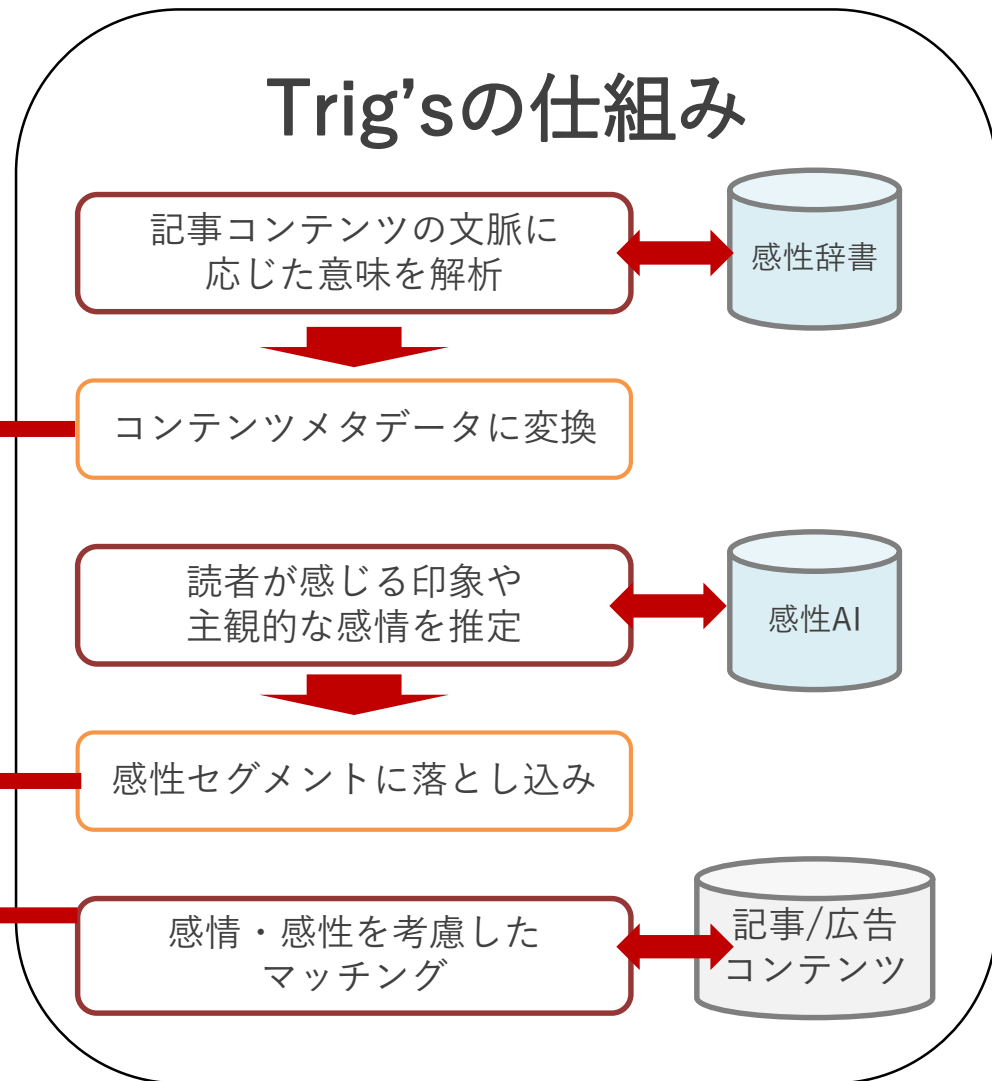 Trig’sの仕組み
記事コンテンツの文脈に
応じた意味を解析
感性辞書
コンテンツメタデータに変換
読者が感じる印象や
主観的な感情を推定
感性AI
感性セグメントに落とし込み
感情・感性を考慮した
マッチング
記事/広告
コンテンツ